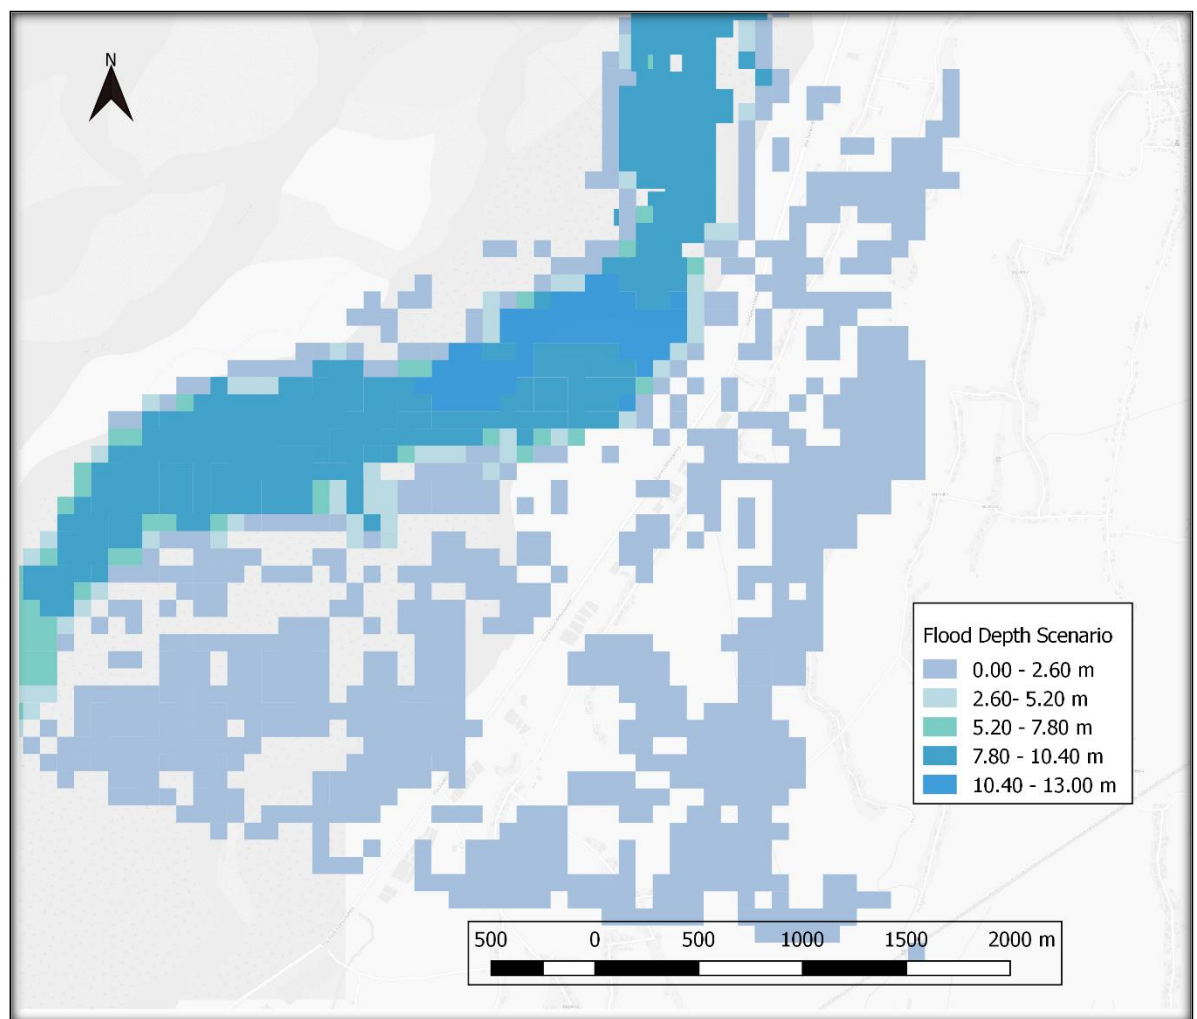 N
Flood Depth Scenario
0.00 - 2.60 m
2.60- 5.20 m
5.20 - 7.80 m
7.80 - 10.40 m
10.40 - 13.00 m
500 0 500 1000 1500 2000 m